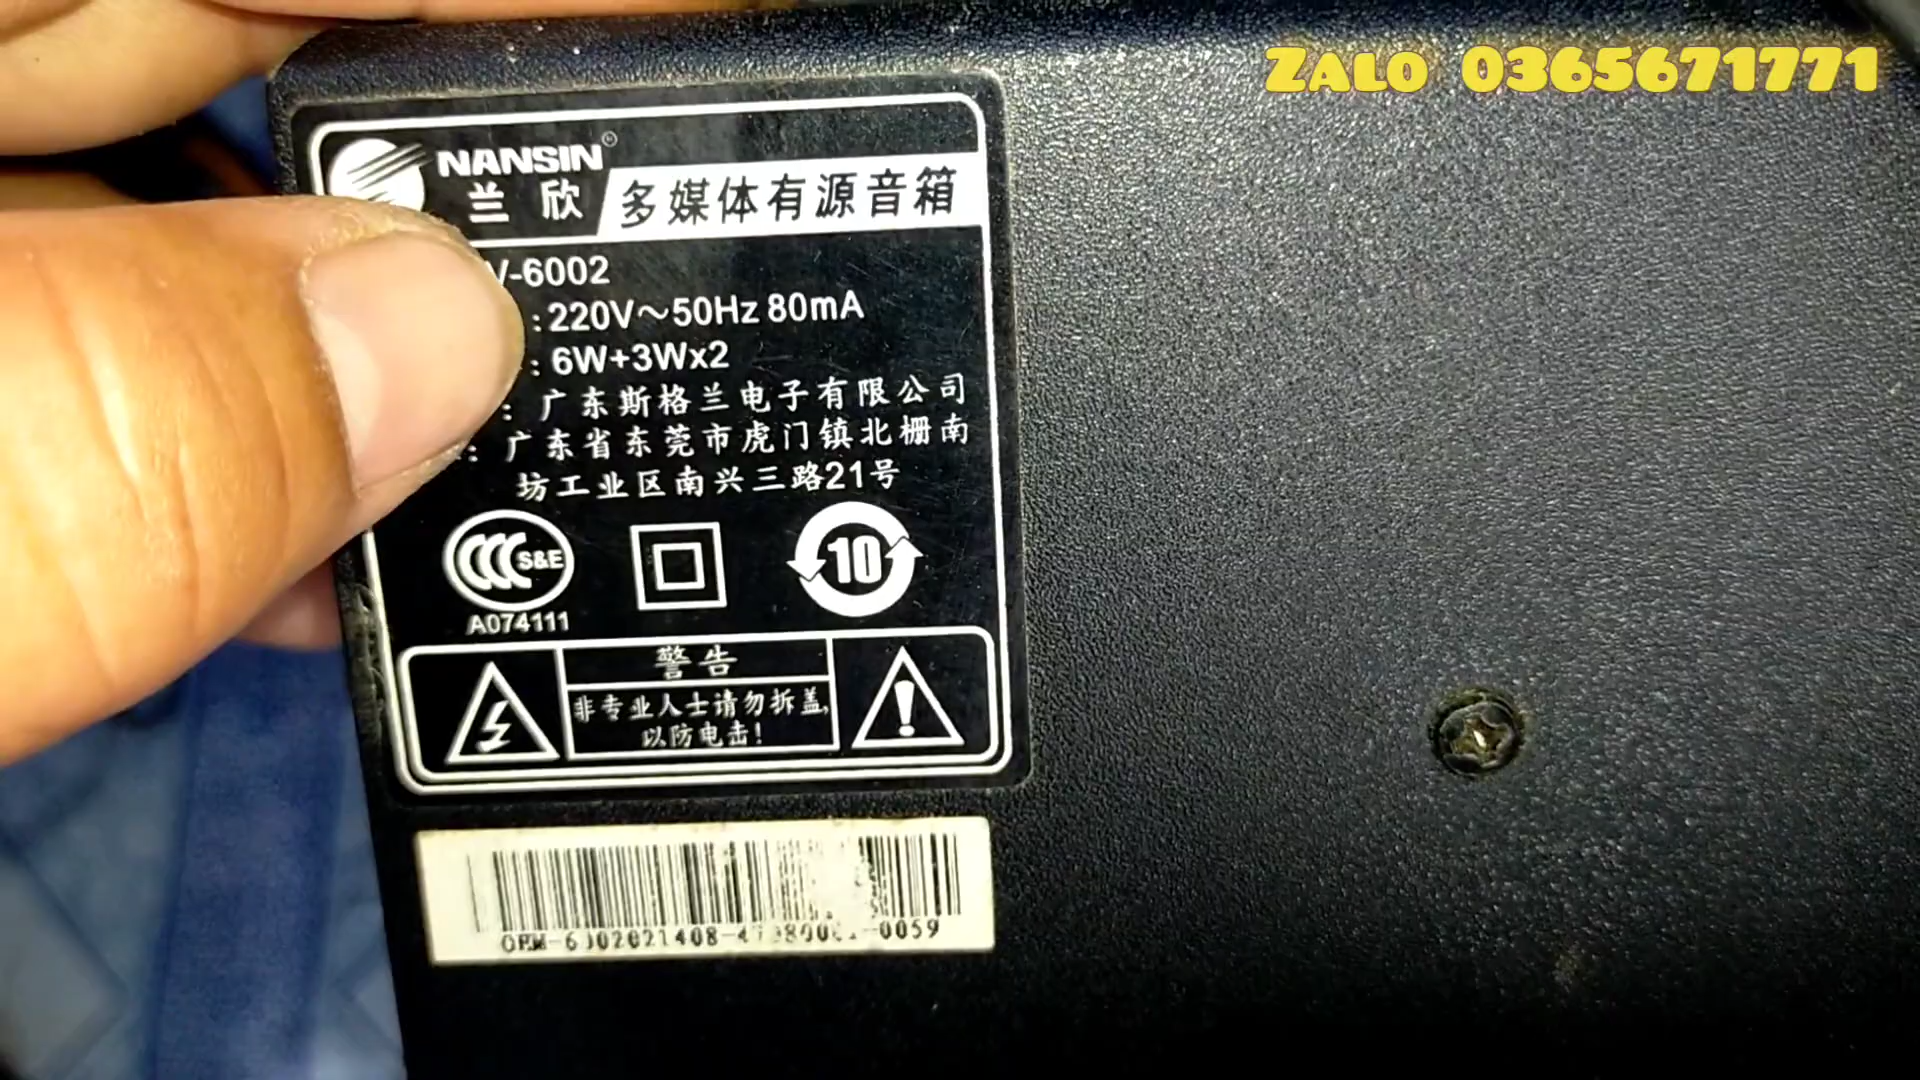 Zalo 0365671771
NANSIN®
兰欣 多媒体有源音箱
V-6002
:220V～50Hz 80mA
: 6W+3Wx2
: 广东斯格兰电子有限公司
: 广东省东莞市虎门镇北栅南
坊工业区南兴三路21号
S&E
10
A074111
警告
非专业人士请勿拆盖,
以防电击!
-0059